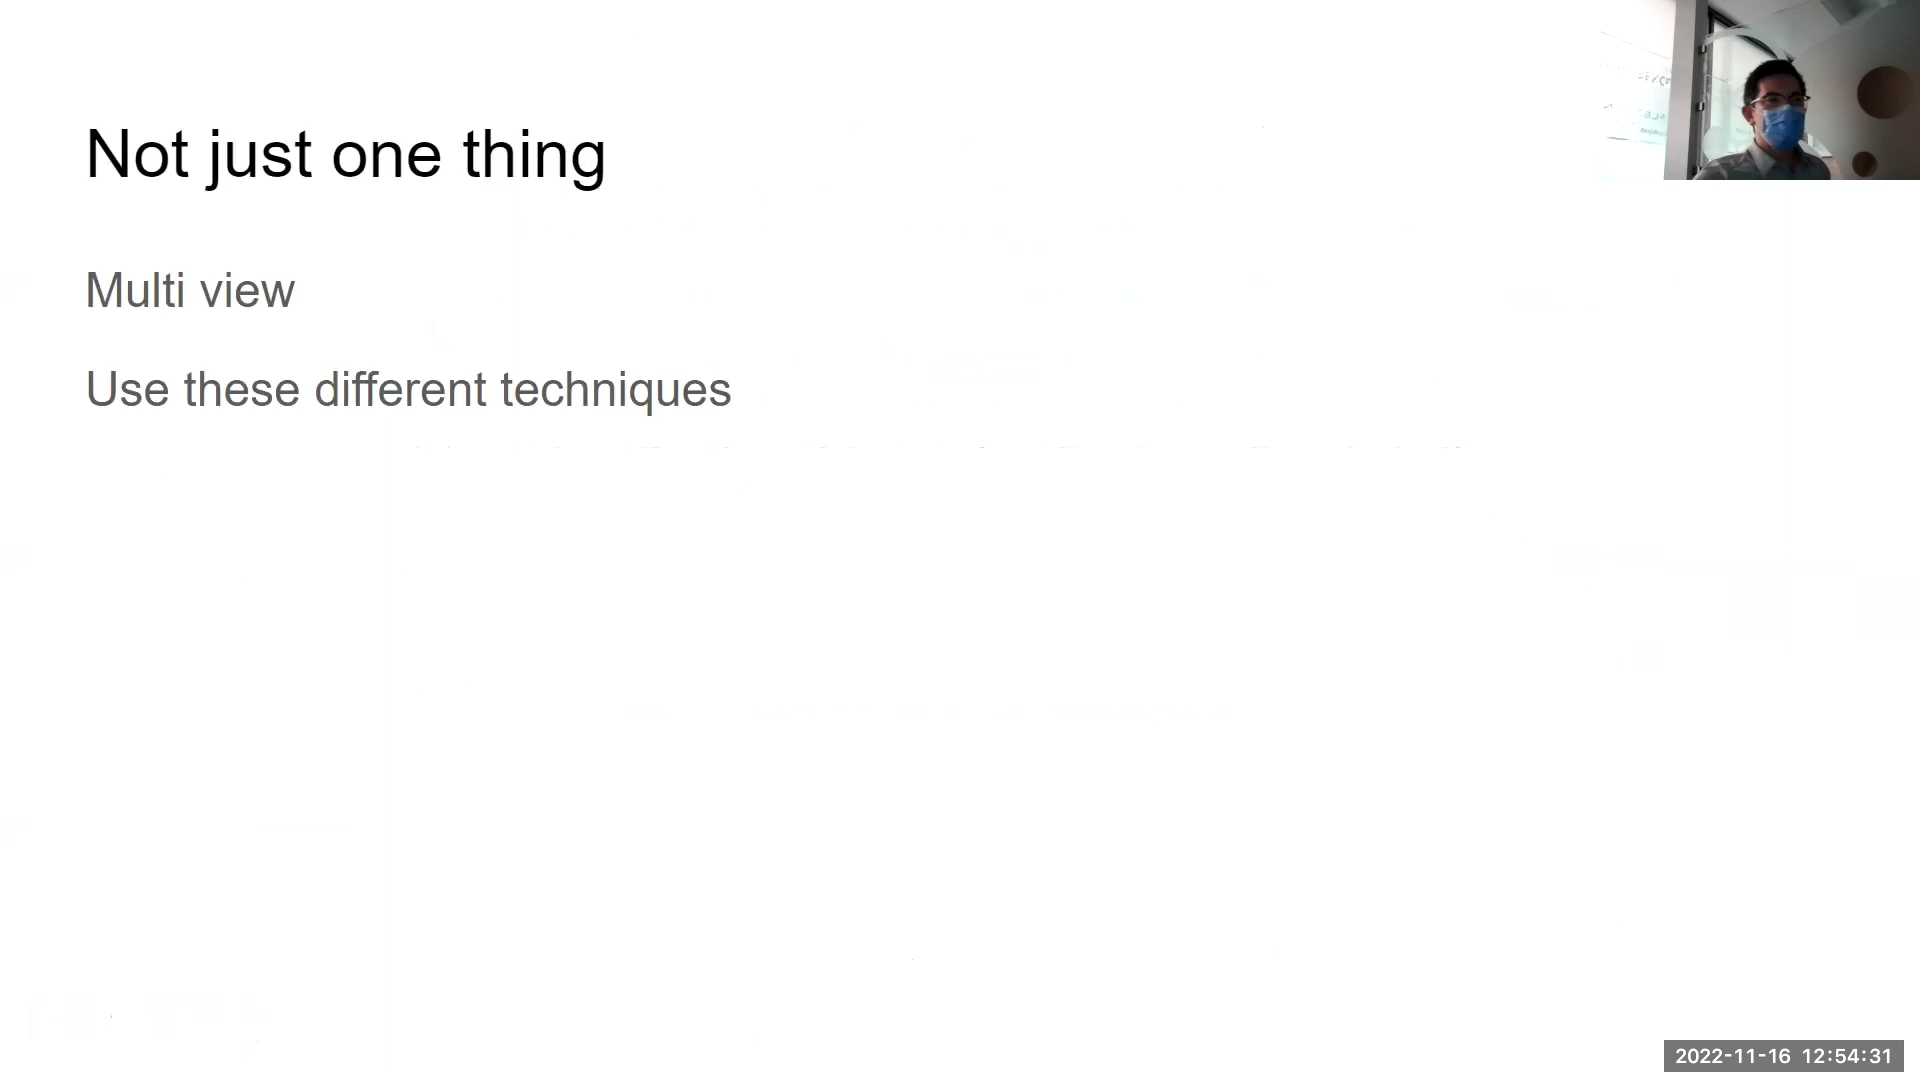 Not just one thing
Multi view
Use these different techniques
2022-11-16 12:54:31